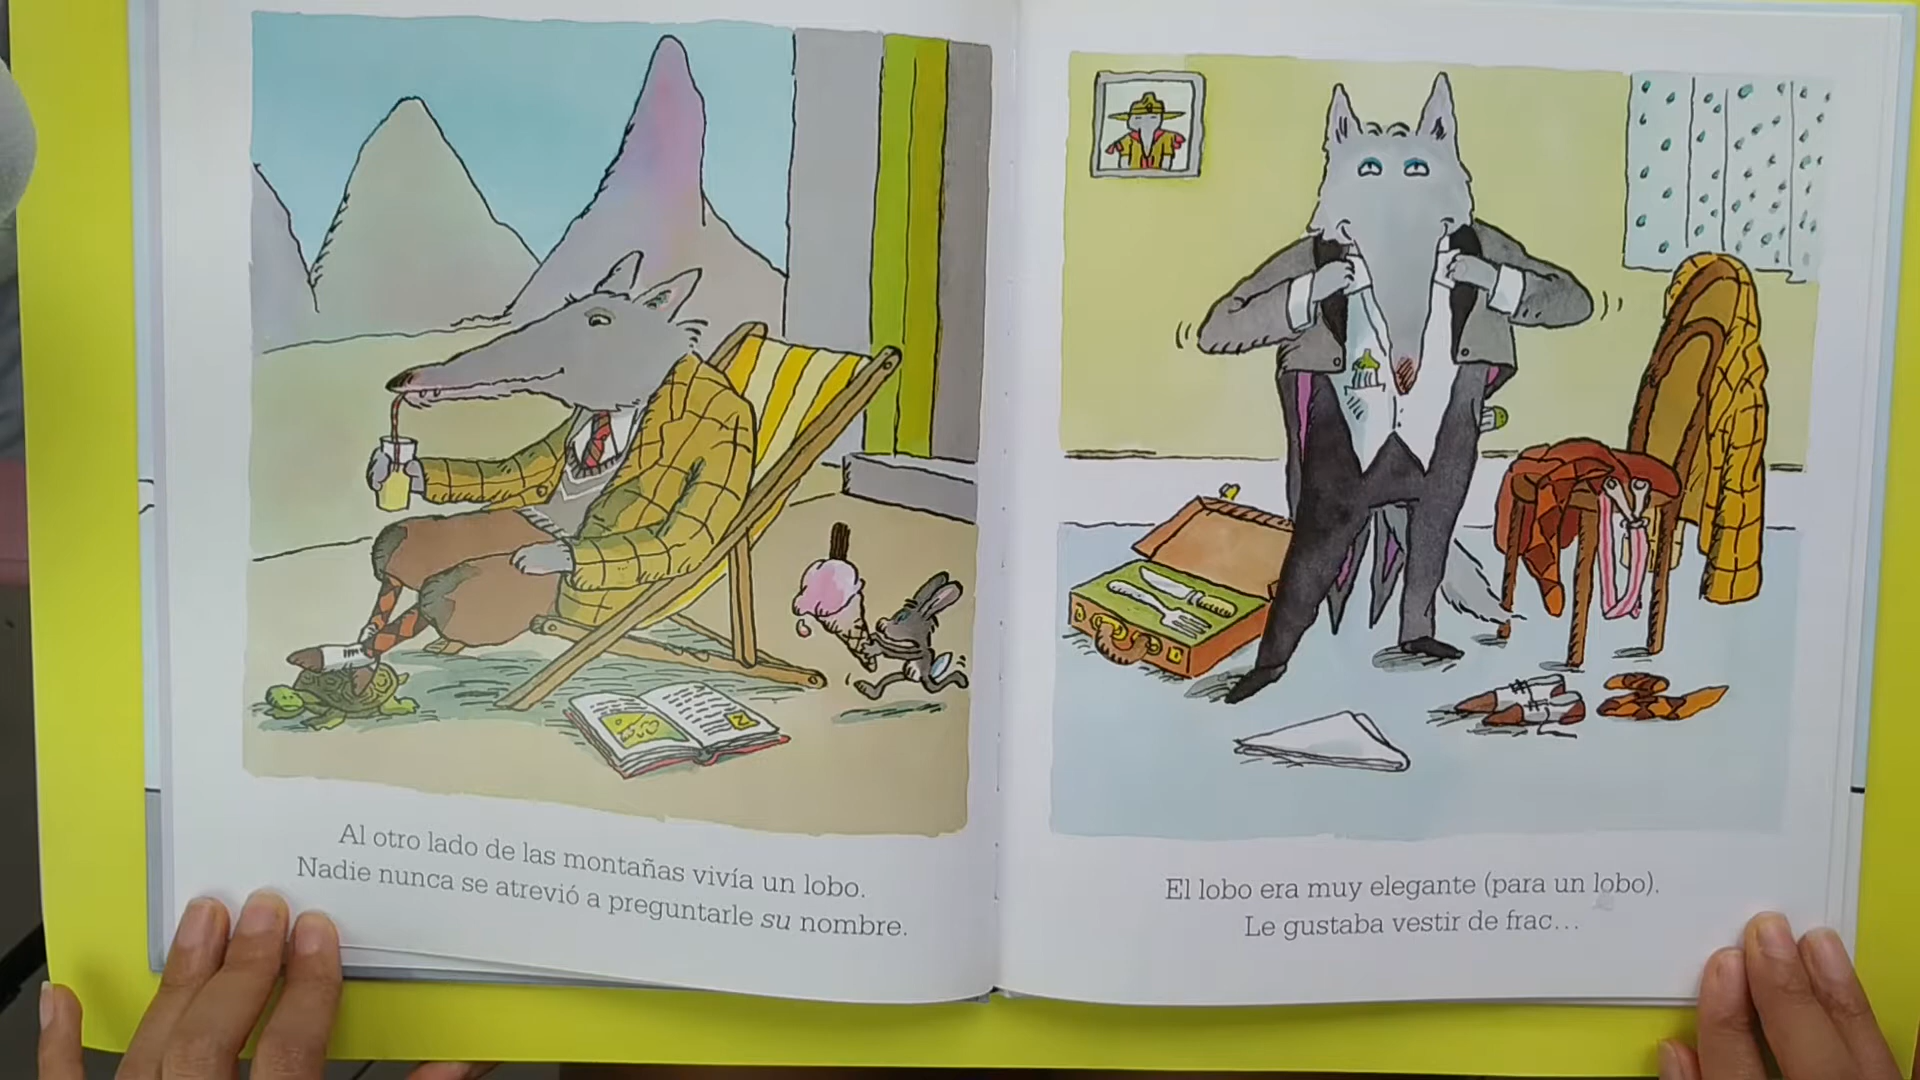 Al otro lado de las montañas vivía un lobo.
Nadie nunca se atrevió a preguntarle su nombre.
El lobo era muy elegante (para un lobo).
Le gustaba vestir de frac…